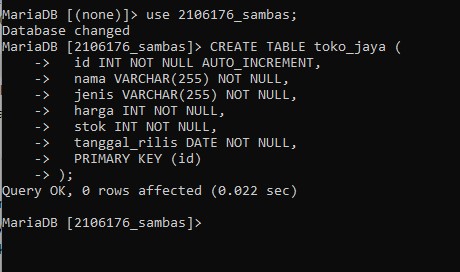 MariaDB [(none)]> use 2106176_sambas;
Database changed
MariaDB [2106176_sambas]> CREATE TABLE toko_jaya (
    ->     id INT NOT NULL AUTO_INCREMENT,
    ->     nama VARCHAR(255) NOT NULL,
    ->     jenis VARCHAR(255) NOT NULL,
    ->     harga INT NOT NULL,
    ->     stok INT NOT NULL,
    ->     tanggal_rilis DATE NOT NULL,
    ->     PRIMARY KEY (id)
    -> );
Query OK, 0 rows affected (0.022 sec)
MariaDB [2106176_sambas]>